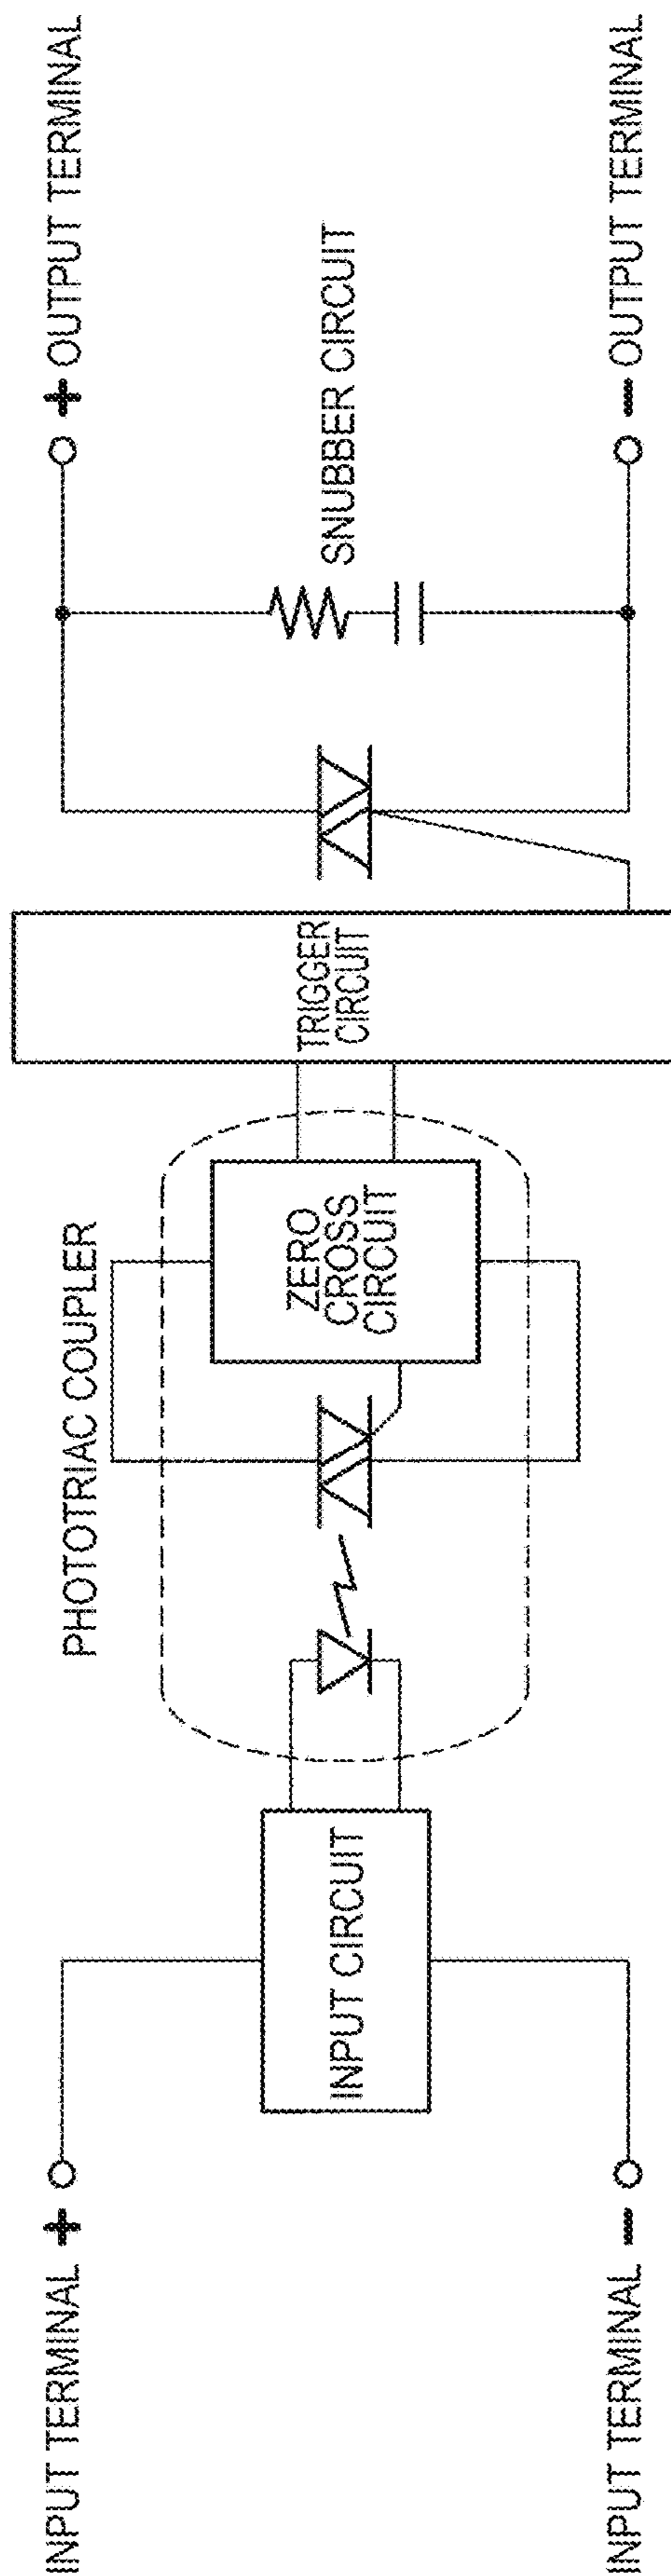 INPUT TERMINAL +
INPUT TERMINAL −
INPUT CIRCUIT
PHOTOTRIAC COUPLER
ZERO
CROSS
CIRCUIT
TRIGGER
CIRCUIT
SNUBBER CIRCUIT
+ OUTPUT TERMINAL
− OUTPUT TERMINAL